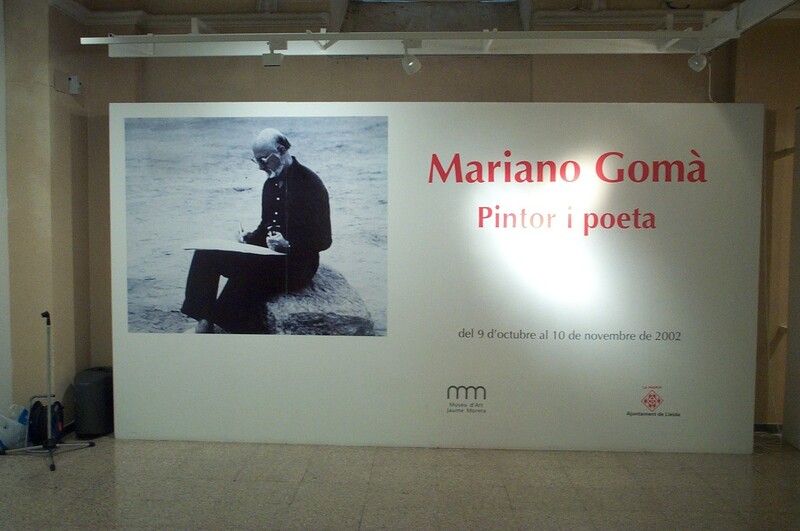 Mariano Gomà
Pintor i poeta
del 9 d'octubre al 10 de novembre de 2002
Museu d'Art
Jaume Morera
Ajuntament de Lleida